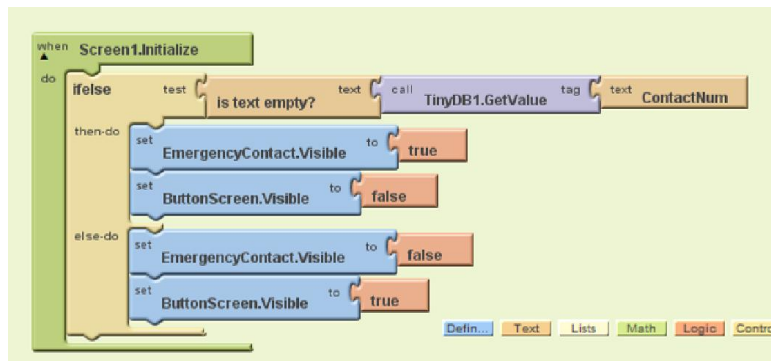 when Screen1.Initialize
do ifelse test is text empty? text call TinyDB1.GetValue tag text ContactNum
then-do set EmergencyContact.Visible to true
set ButtonScreen.Visible to false
else-do set EmergencyContact.Visible to false
set ButtonScreen.Visible to true
Defin... Text Lists Math Logic Contro